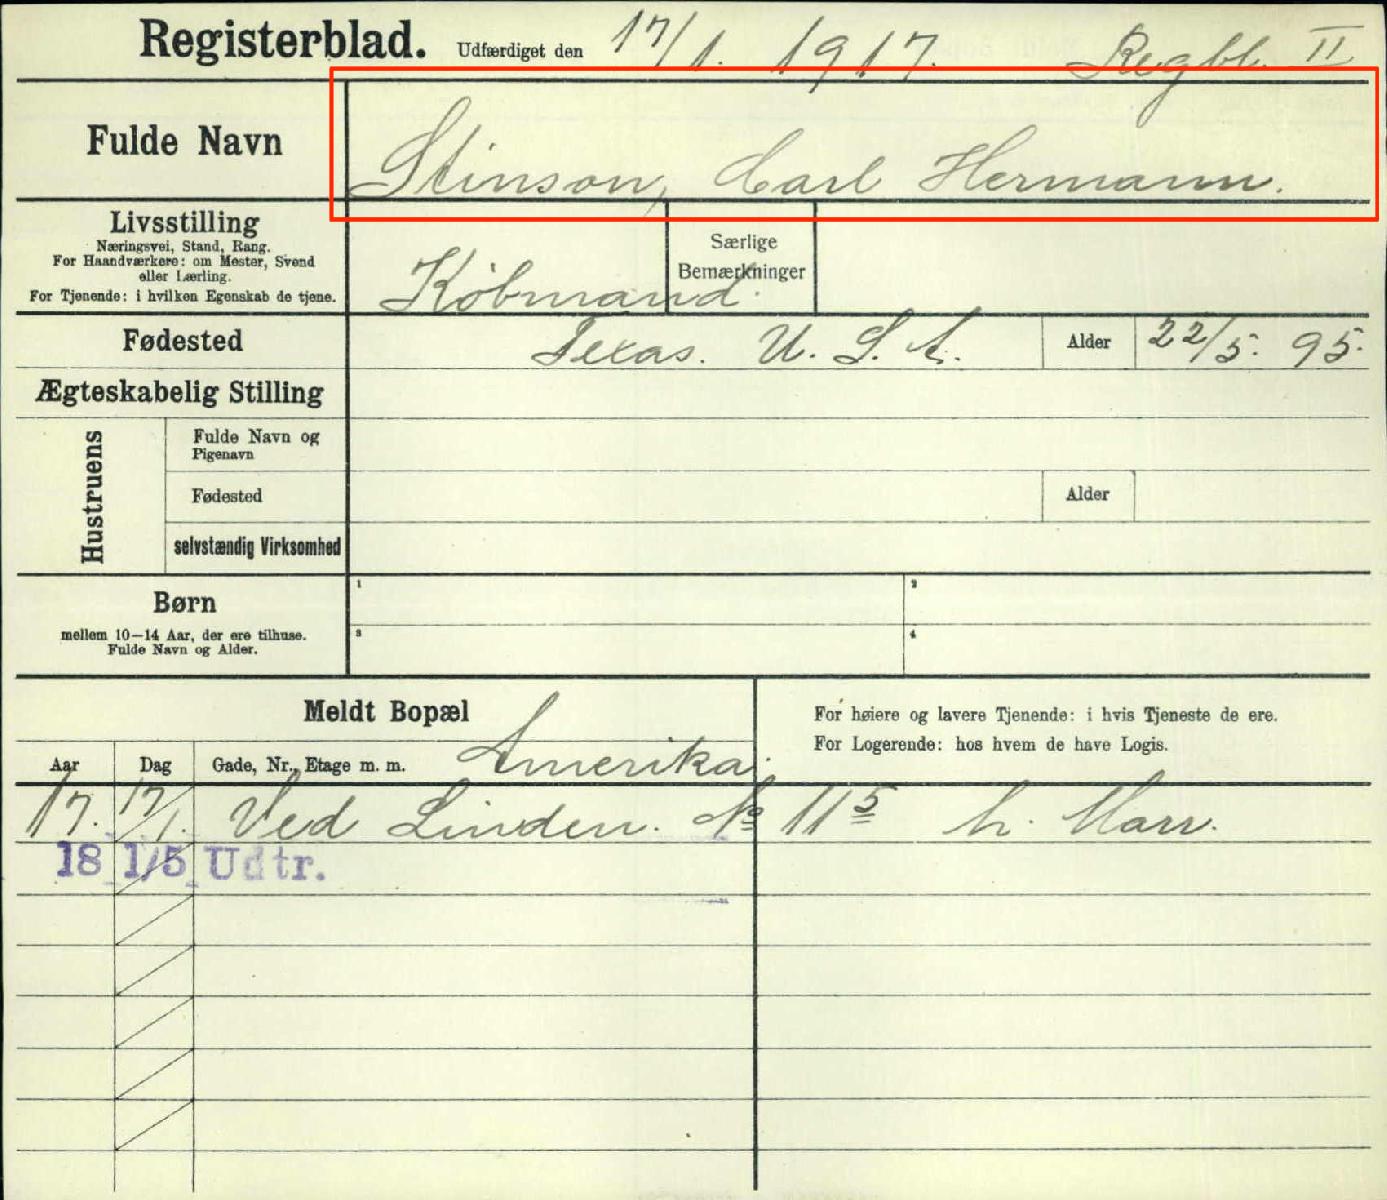 Registerblad. Udfærdiget den 17/1. 1917. Regbl. II
Fulde Navn Stinson, Carl Hermann.
Livsstilling
Næringsvei, Stand, Rang.
For Haandværkere: om Mester, Svend
eller Lærling.
For Tjenende: i hvilken Egenskab de tjene.
Købmand.
Særlige
Bemærkninger
Fødested Texas. U. S. A. Alder 22/5. 95.
Ægteskabelig Stilling
Hustruens
Fulde Navn og
Pigenavn
Fødested Alder
selvstændig Virksomhed
Børn
mellem 10–14 Aar, der ere tilhuse.
Fulde Navn og Alder.
1 2
3 4
Meldt Bopæl
For høiere og lavere Tjenende: i hvis Tjeneste de ere.
For Logerende: hos hvem de have Logis.
Aar Dag Gade, Nr., Etage m. m. Amerika.
17. 17/1. Ved Linden. No 11 5 h. Marr.
18 1/5 Udtr.